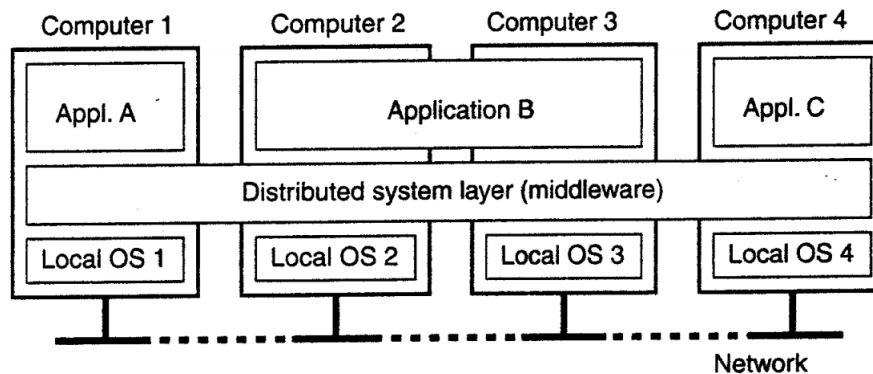 Computer 1
Computer 2
Computer 3
Computer 4
Appl. A
Application B
Appl. C
Distributed system layer (middleware)
Local OS 1
Local OS 2
Local OS 3
Local OS 4
Network